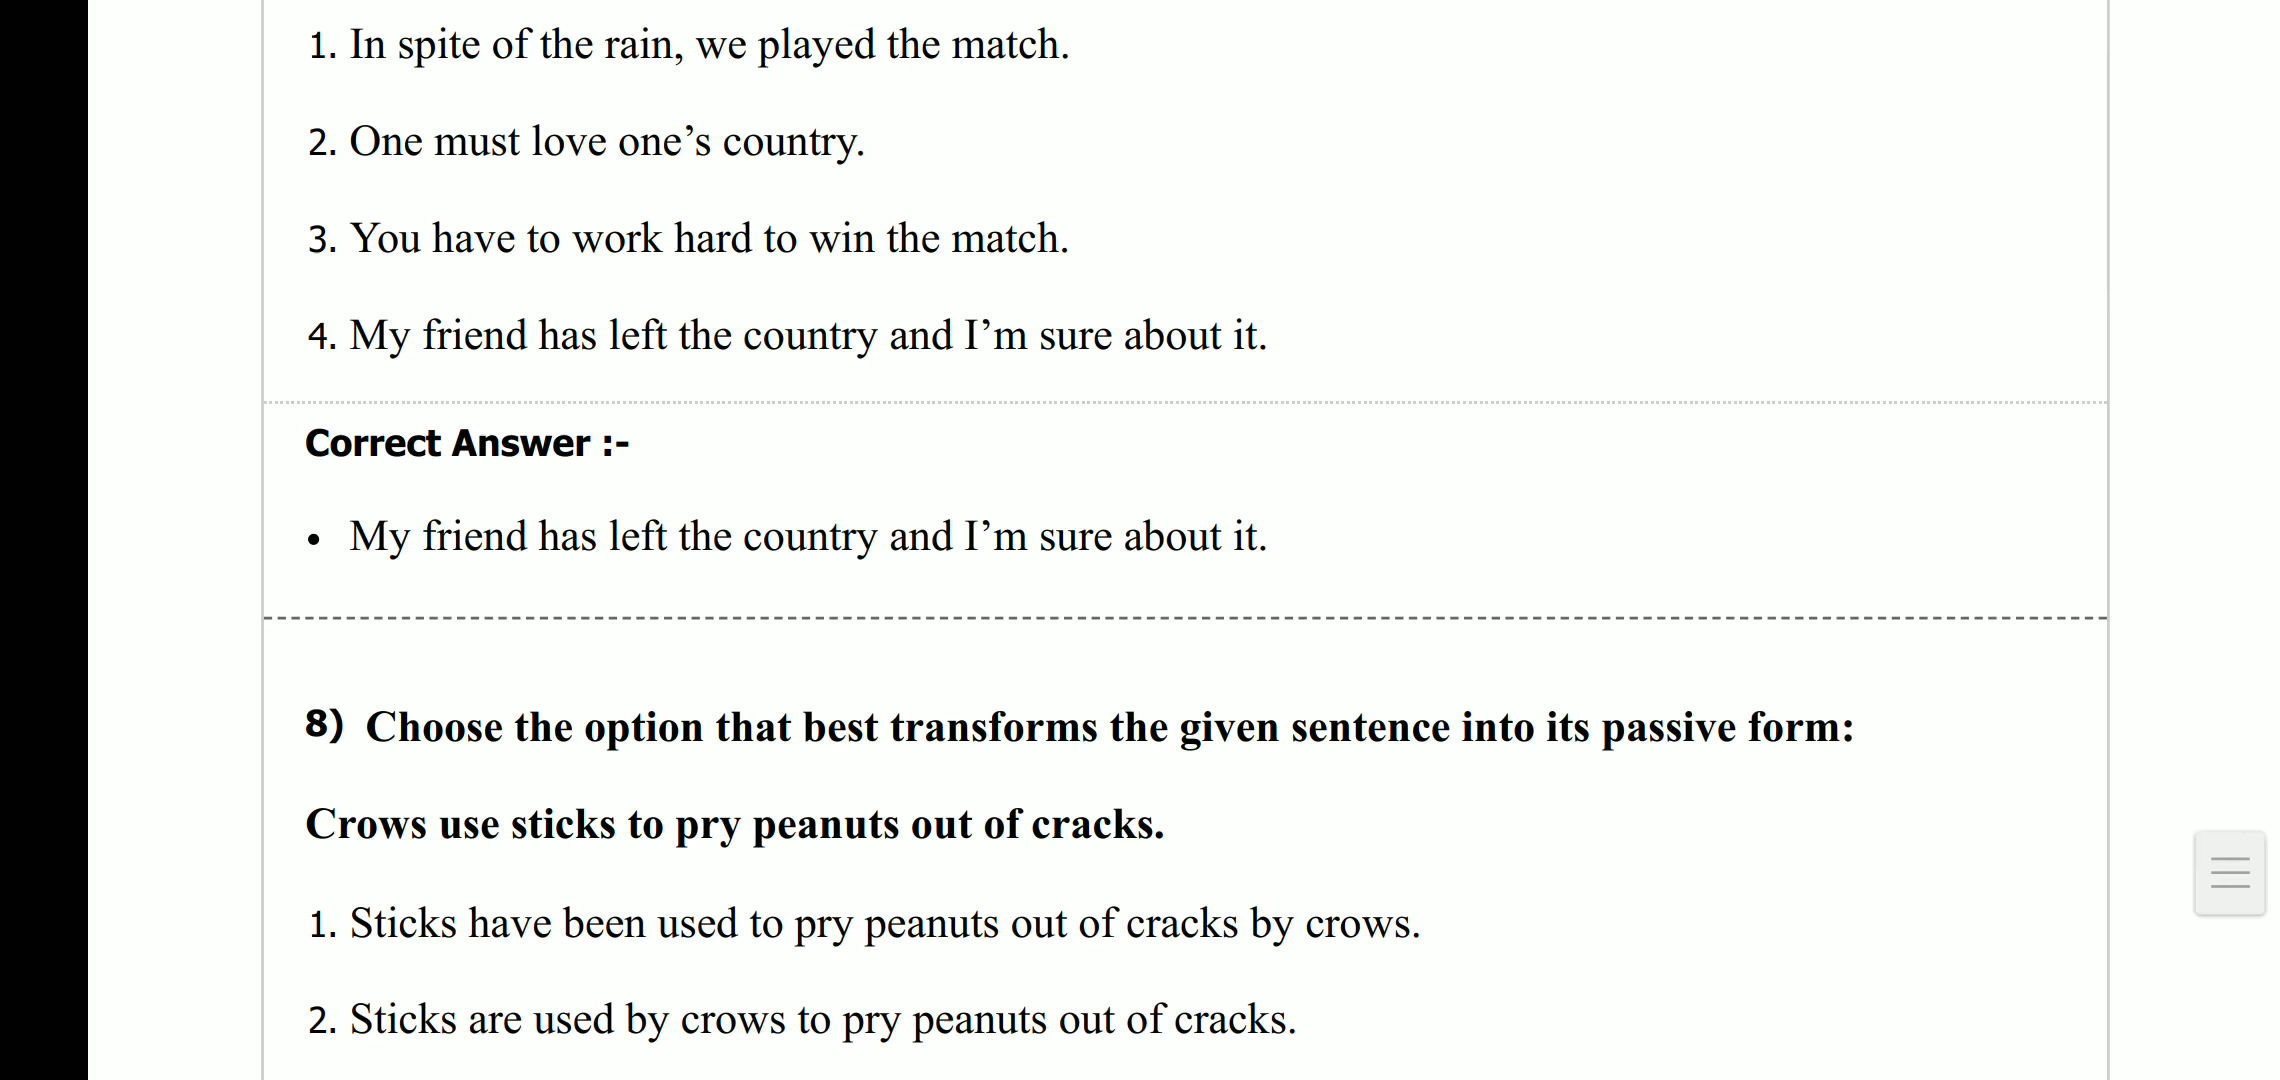 1. In spite of the rain, we played the match.
2. One must love one’s country.
3. You have to work hard to win the match.
4. My friend has left the country and I’m sure about it.
Correct Answer :-
• My friend has left the country and I’m sure about it.
8) Choose the option that best transforms the given sentence into its passive form:
Crows use sticks to pry peanuts out of cracks.
1. Sticks have been used to pry peanuts out of cracks by crows.
2. Sticks are used by crows to pry peanuts out of cracks.